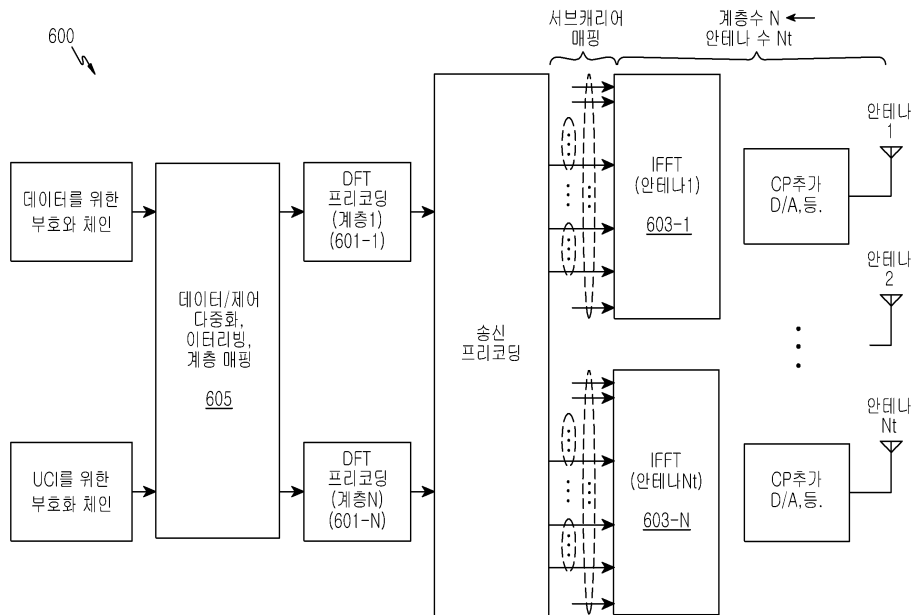 600
서브캐리어
매핑
계층수 N
안테나 수 Nt
데이터를 위한
부호와 체인
UCI를 위한
부호화 체인
데이터/제어
다중화,
이터리빙,
계층 매핑
605
DFT
프리코딩
(계층1)
(601-1)
DFT
프리코딩
(계층N)
(601-N)
송신
프리코딩
IFFT
(안테나1)
603-1
IFFT
(안테나Nt)
603-N
CP추가
D/A,등.
CP추가
D/A,등.
안테나
1
안테나
2
안테나
Nt